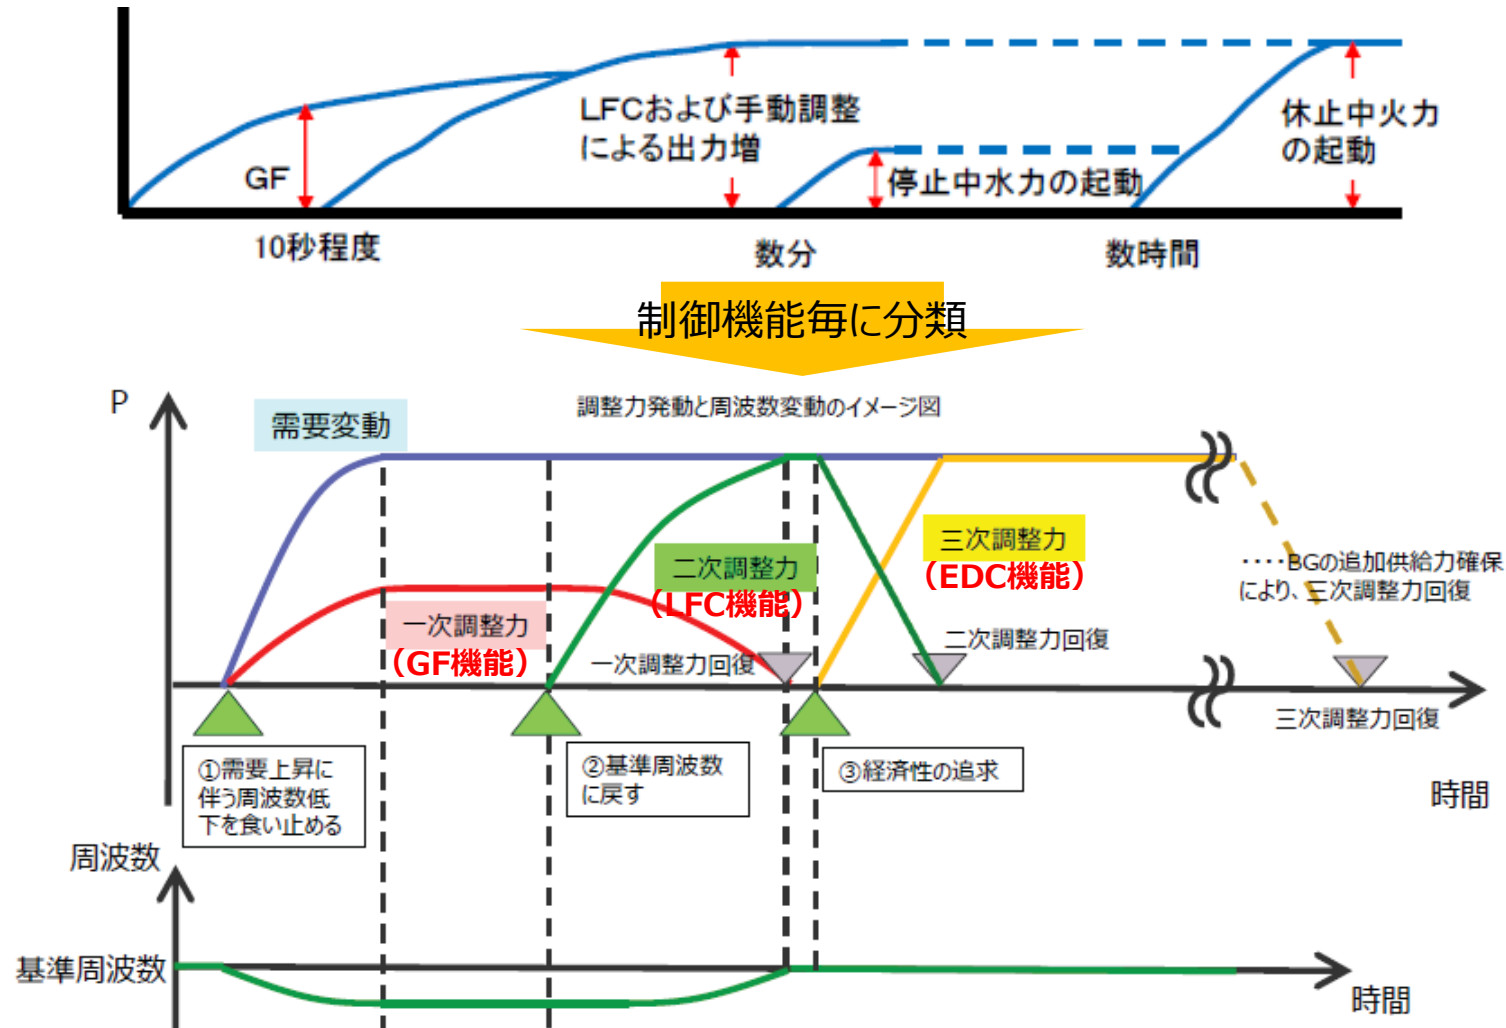 LFCおよび手動調整
による出力増
休止中火力
の起動
GF
停止中水力の起動
10秒程度
数分
数時間
制御機能毎に分類
P
調整力発動と周波数変動のイメージ図
需要変動
三次調整力
(EDC機能)
二次調整力
(LFC機能)
‥‥BGの追加供給力確保
により、三次調整力回復
一次調整力
(GF機能)
一次調整力回復
二次調整力回復
三次調整力回復
①需要上昇に
伴う周波数低
下を食い止める
②基準周波数
に戻す
③経済性の追求
時間
周波数
基準周波数
時間